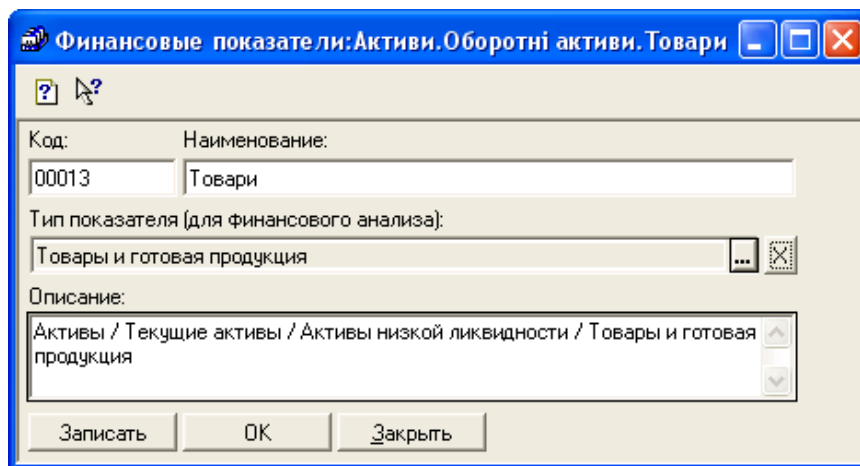 Финансовые показатели:Активи.Оборотні активи.Товари
Код: Наименование:
00013 Товари
Тип показателя (для финансового анализа):
Товары и готовая продукция ...
Описание:
Активы / Текущие активы / Активы низкой ликвидности / Товары и готовая
продукция
Записать OK Закрыть